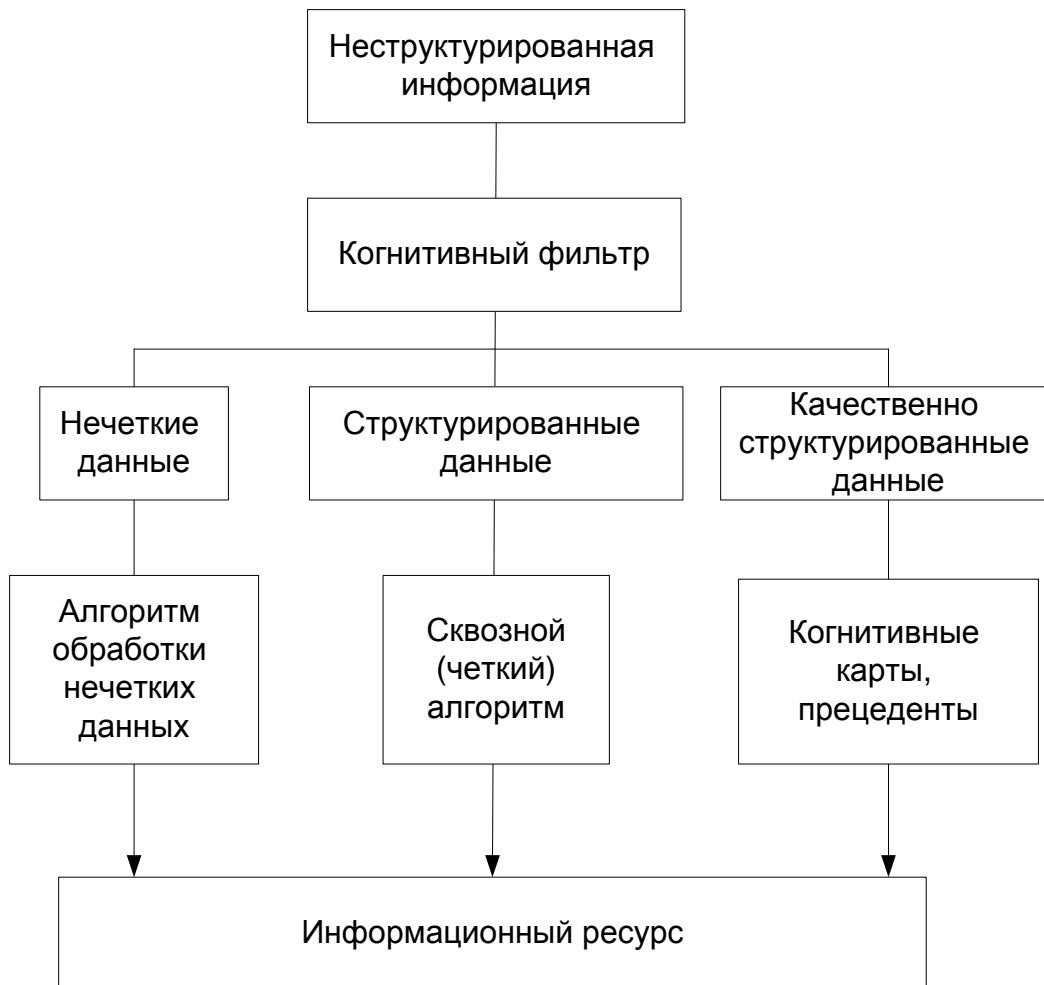 Неструктурированная
информация
Когнитивный фильтр
Нечеткие
данные
Структурированные
данные
Качественно
структурированные
данные
Алгоритм
обработки
нечетких
данных
Сквозной
(четкий)
алгоритм
Когнитивные
карты,
прецеденты
Информационный ресурс